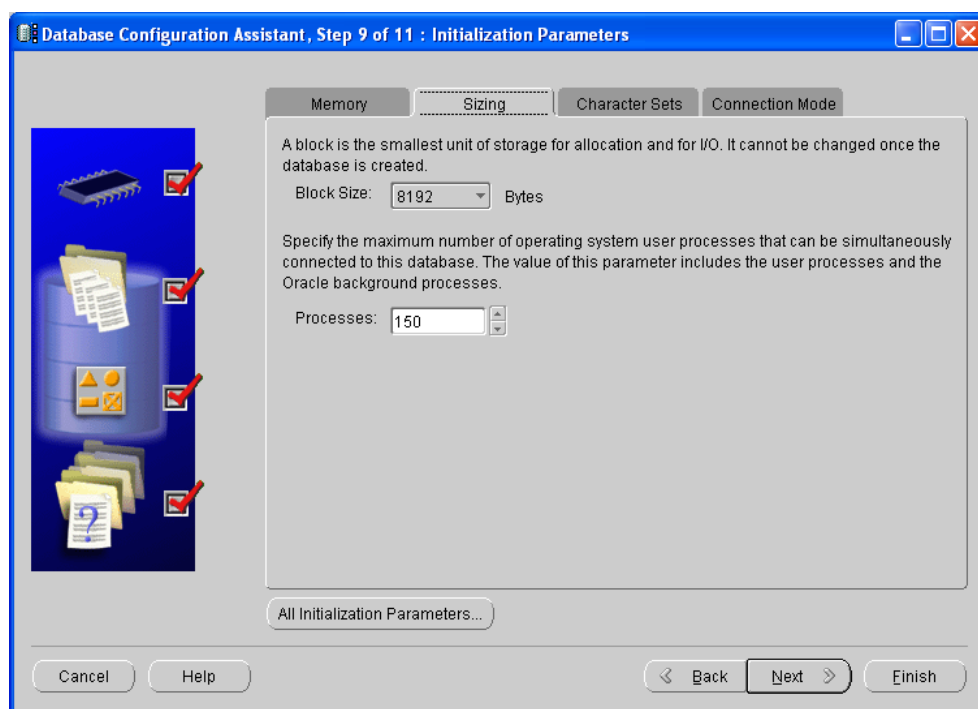 Database Configuration Assistant, Step 9 of 11 : Initialization Parameters
Memory
Sizing
Character Sets
Connection Mode
A block is the smallest unit of storage for allocation and for I/O. It cannot be changed once the
database is created.
Block Size: 8192 Bytes
Specify the maximum number of operating system user processes that can be simultaneously
connected to this database. The value of this parameter includes the user processes and the
Oracle background processes.
Processes: 150
?
All Initialization Parameters...
Cancel
Help
Back
Next
Finish